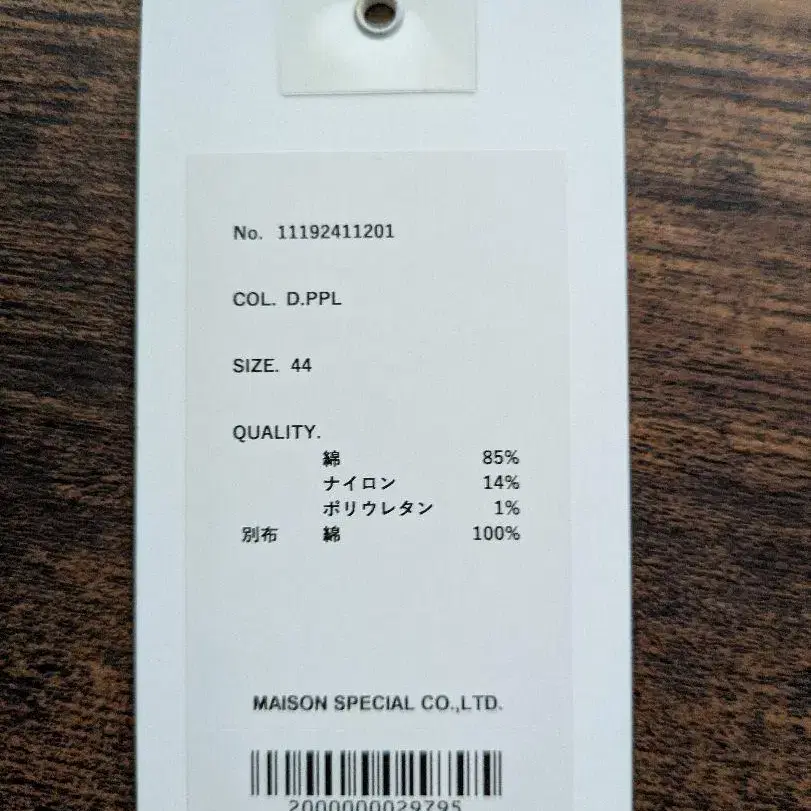 No. 11192411201
COL. D.PPL
SIZE. 44
QUALITY.
綿 85%
ナイロン 14%
ポリウレタン 1%
別布 綿 100%
MAISON SPECIAL CO.,LTD.
2000000029795